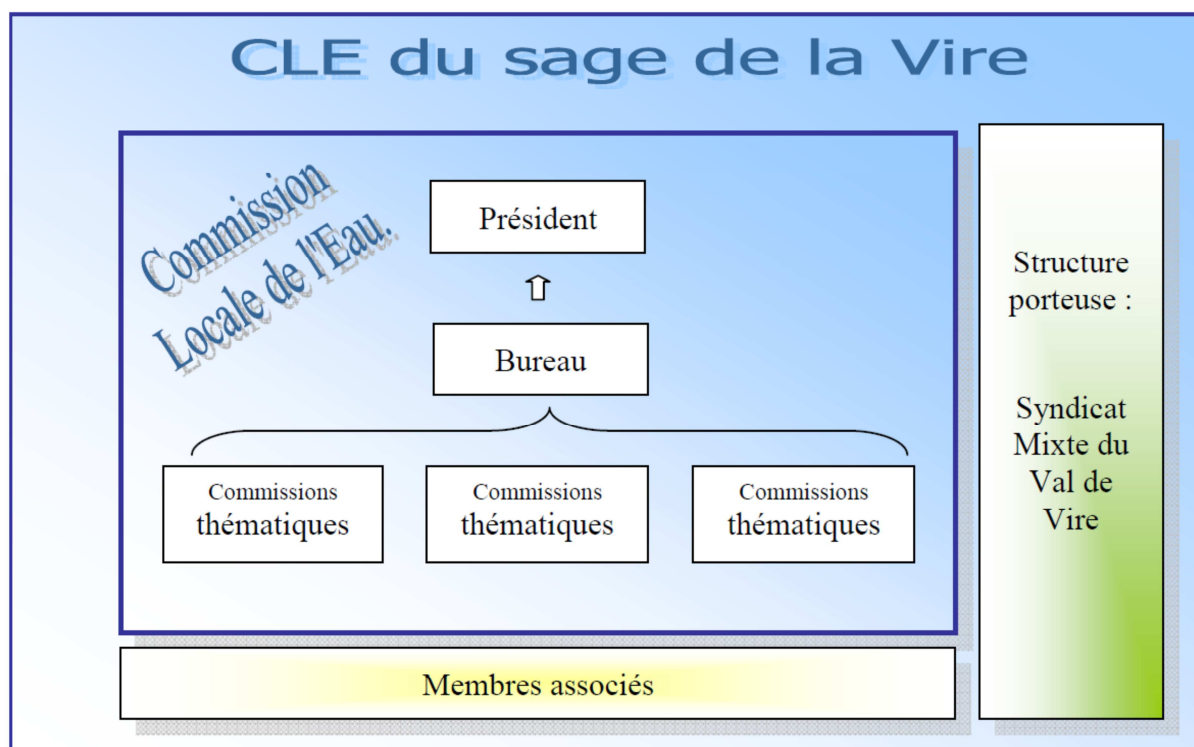 CLE du sage de la Vire
Commission
Locale de l'Eau.
Président
Bureau
Commissions
thématiques
Commissions
thématiques
Commissions
thématiques
Membres associés
Structure
porteuse :
Syndicat
Mixte du
Val de
Vire